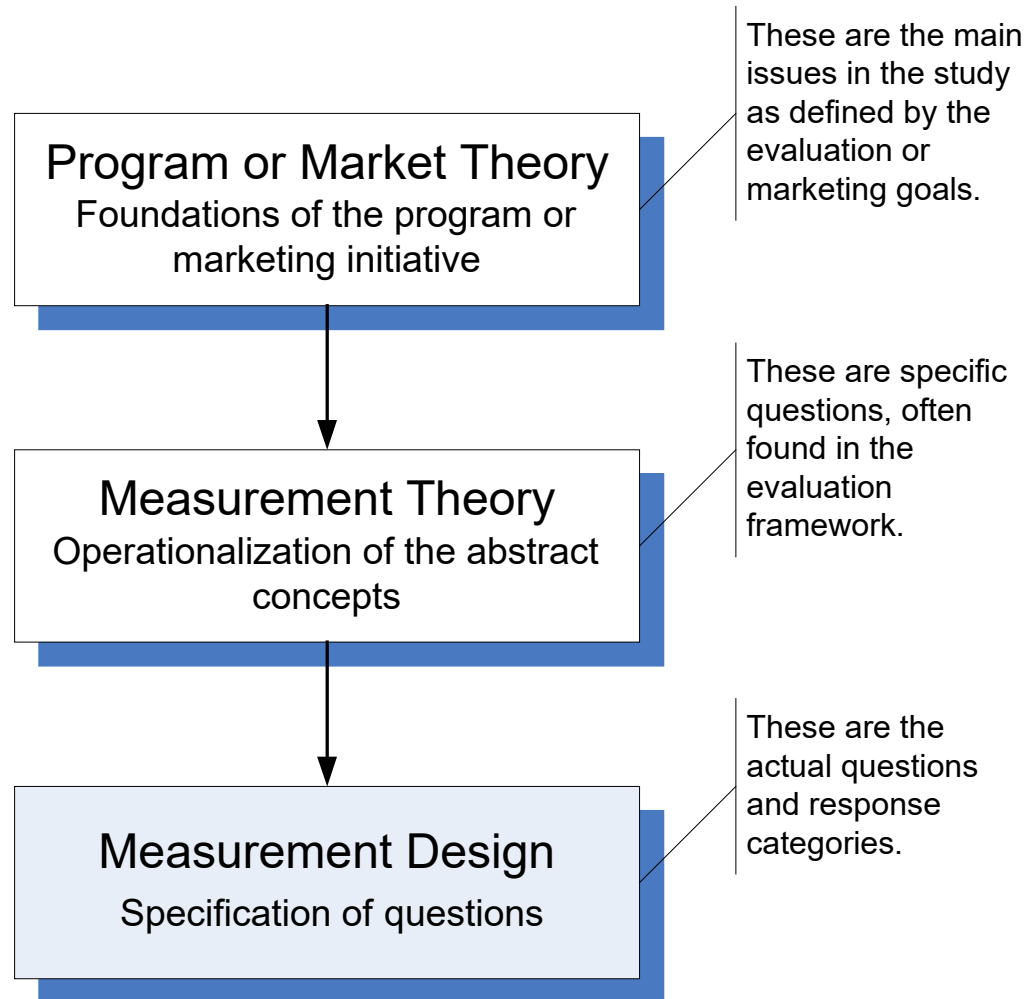 These are the main
issues in the study
as defined by the
evaluation or
marketing goals.
Program or Market Theory
Foundations of the program or
marketing initiative
These are specific
questions, often
found in the
evaluation
framework.
Measurement Theory
Operationalization of the abstract
concepts
These are the
actual questions
and response
categories.
Measurement Design
Specification of questions